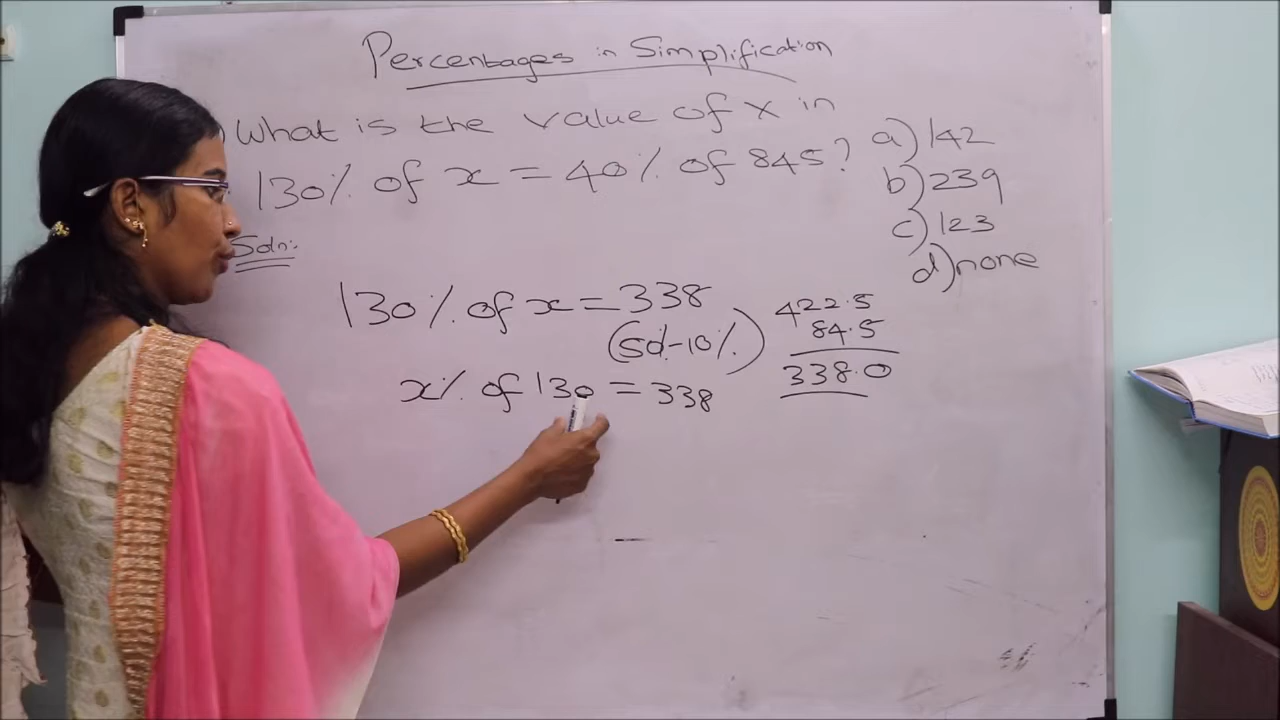 Percentages in Simplification
) What is the value of x in
130% of x = 40% of 845?
a) 142
b) 239
c) 123
d) none
Soln:
130% of x = 338
(50%-10%)
422.5
84.5
338.0
x% of 130 = 338